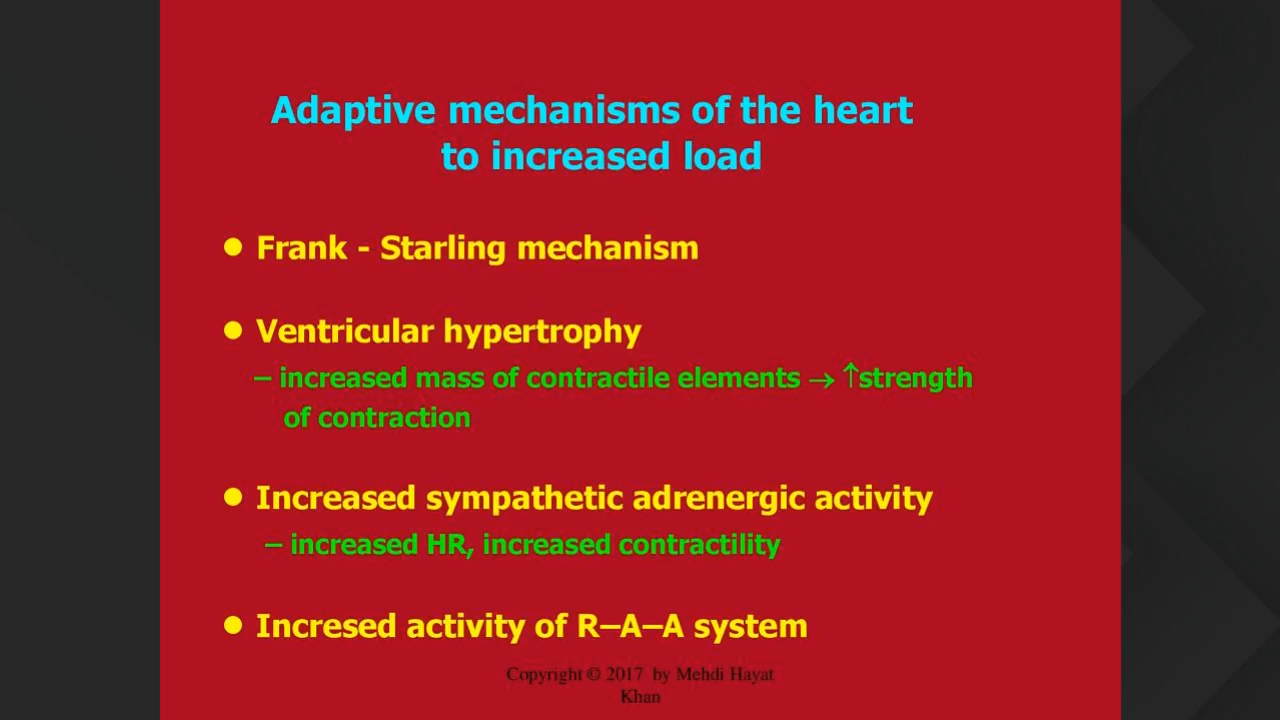 Adaptive mechanisms of the heart
to increased load
● Frank - Starling mechanism
● Ventricular hypertrophy
– increased mass of contractile elements → ↑strength
of contraction
● Increased sympathetic adrenergic activity
– increased HR, increased contractility
● Incresed activity of R–A–A system
Copyright © 2017 by Mehdi Hayat
Khan